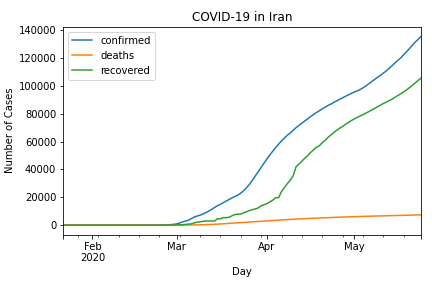 COVID-19 in Iran
140000
120000
100000
80000
60000
40000
20000
0
Number of Cases
confirmed
deaths
recovered
Feb
2020
Mar
Apr
May
Day